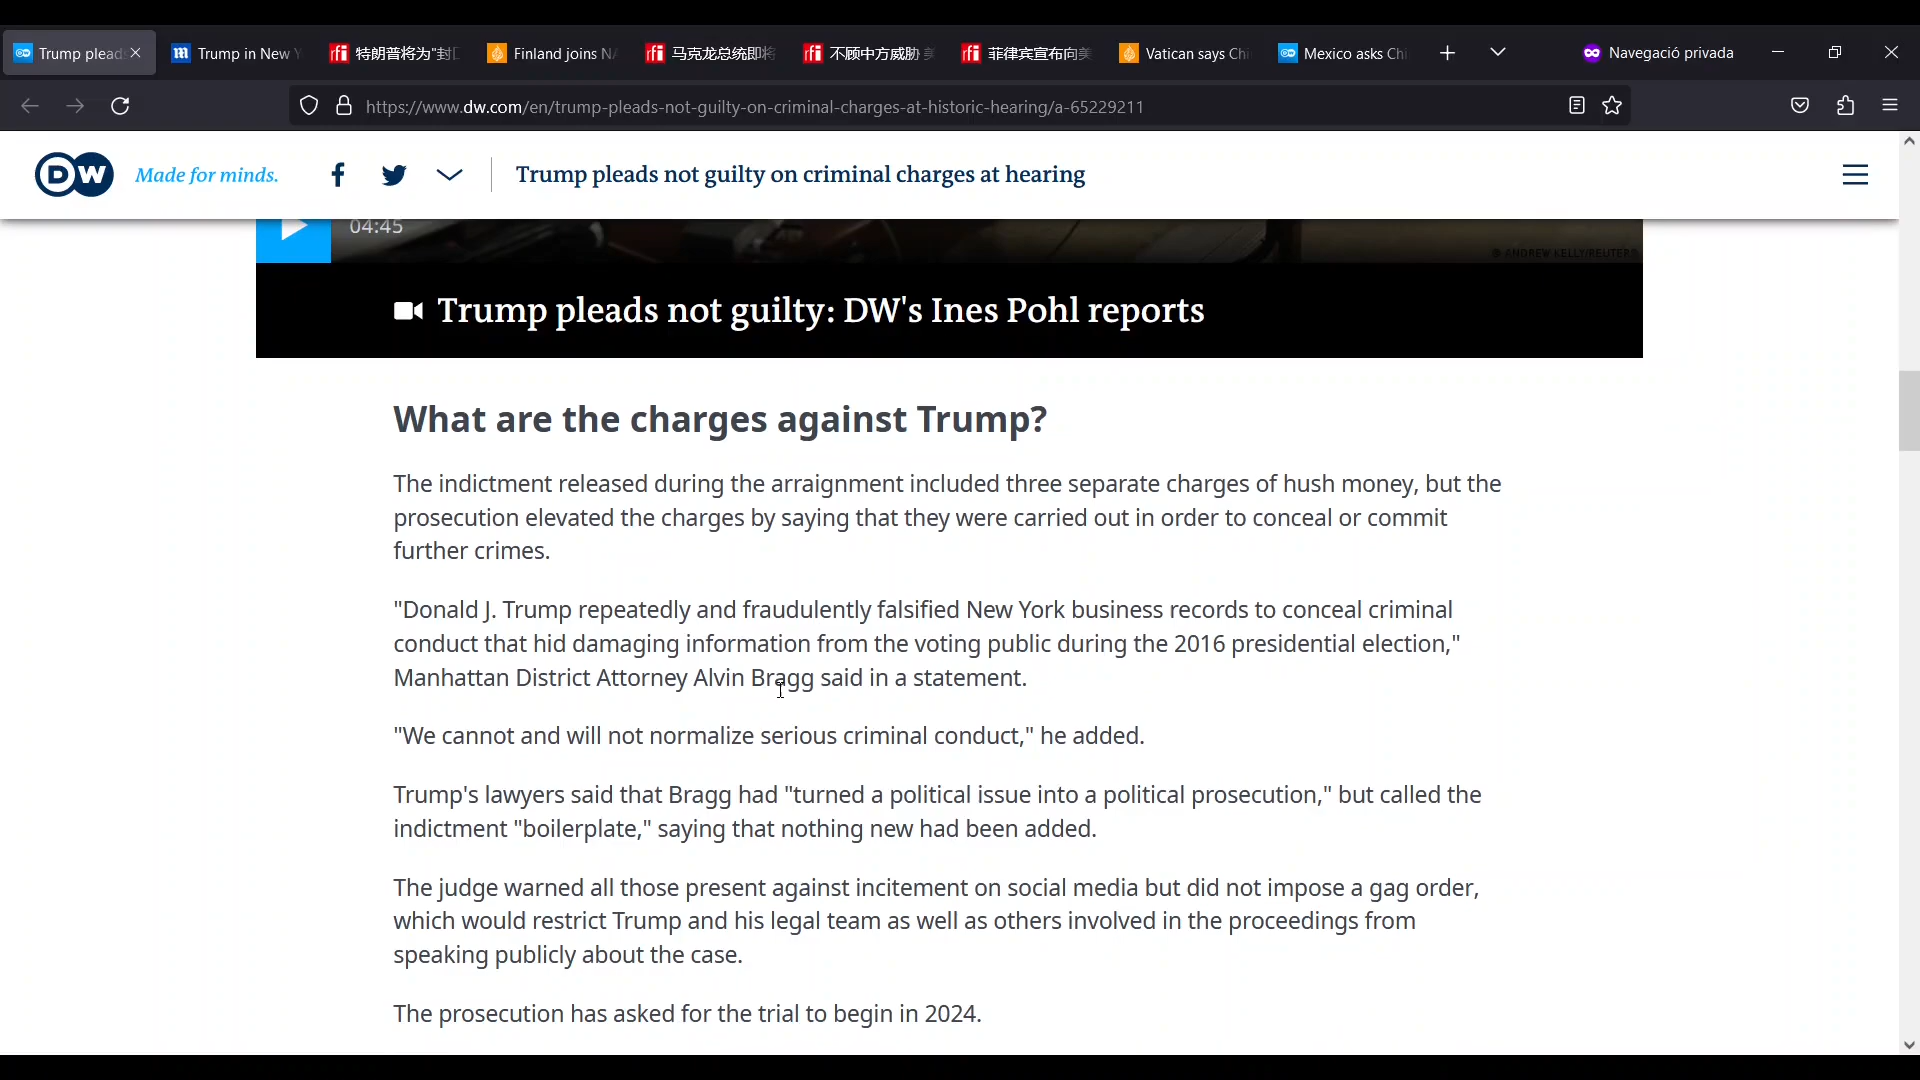 Trump plead
Trump in New Y
特朗普将为"封口
Finland joins NA
马克龙总统即将
不顾中方威胁 美
菲律宾宣布向美
Vatican says Chi
Mexico asks Chi
Navegació privada
https://www.dw.com/en/trump-pleads-not-guilty-on-criminal-charges-at-historic-hearing/a-65229211
DW Made for minds.
Trump pleads not guilty on criminal charges at hearing
04:45
© ANDREW KELLY/REUTERS
Trump pleads not guilty: DW's Ines Pohl reports
What are the charges against Trump?
The indictment released during the arraignment included three separate charges of hush money, but the
prosecution elevated the charges by saying that they were carried out in order to conceal or commit
further crimes.
"Donald J. Trump repeatedly and fraudulently falsified New York business records to conceal criminal
conduct that hid damaging information from the voting public during the 2016 presidential election,"
Manhattan District Attorney Alvin Bragg said in a statement.
"We cannot and will not normalize serious criminal conduct," he added.
Trump's lawyers said that Bragg had "turned a political issue into a political prosecution," but called the
indictment "boilerplate," saying that nothing new had been added.
The judge warned all those present against incitement on social media but did not impose a gag order,
which would restrict Trump and his legal team as well as others involved in the proceedings from
speaking publicly about the case.
The prosecution has asked for the trial to begin in 2024.